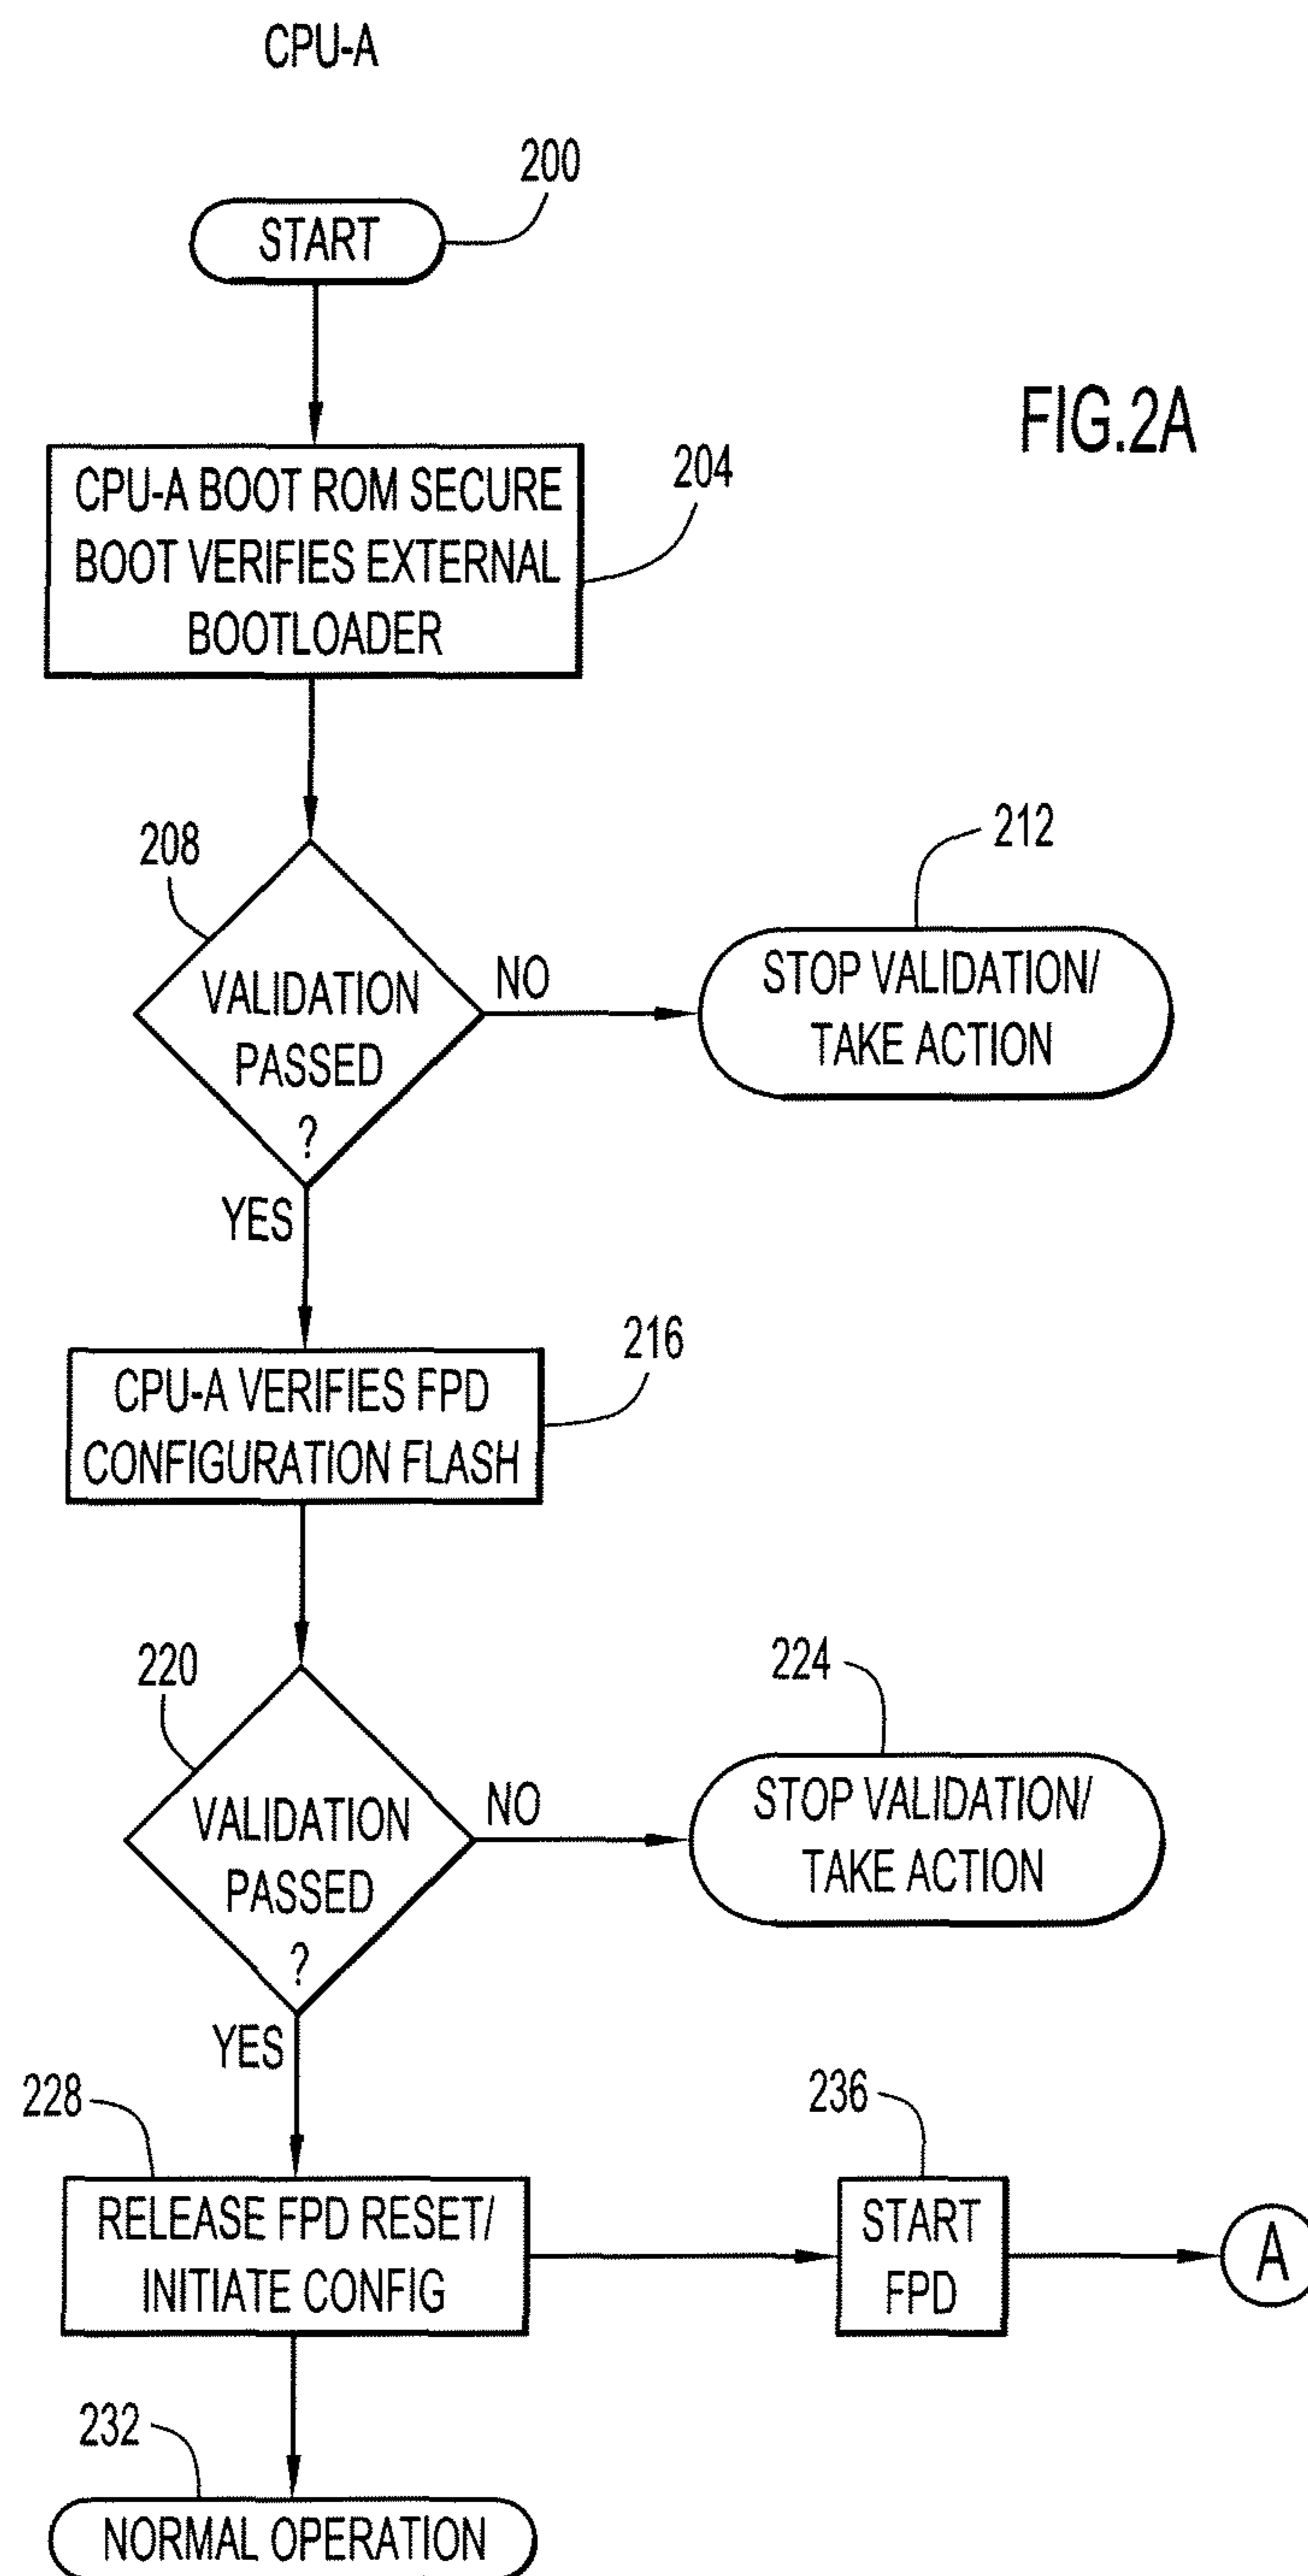 CPU-A
200
START
FIG.2A
204
CPU-A BOOT ROM SECURE
BOOT VERIFIES EXTERNAL
BOOTLOADER
208
212
VALIDATION
PASSED
?
NO
STOP VALIDATION/
TAKE ACTION
YES
216
CPU-A VERIFIES FPD
CONFIGURATION FLASH
220
224
VALIDATION
PASSED
?
NO
STOP VALIDATION/
TAKE ACTION
YES
228
236
RELEASE FPD RESET/
INITIATE CONFIG
START
FPD
A
232
NORMAL OPERATION